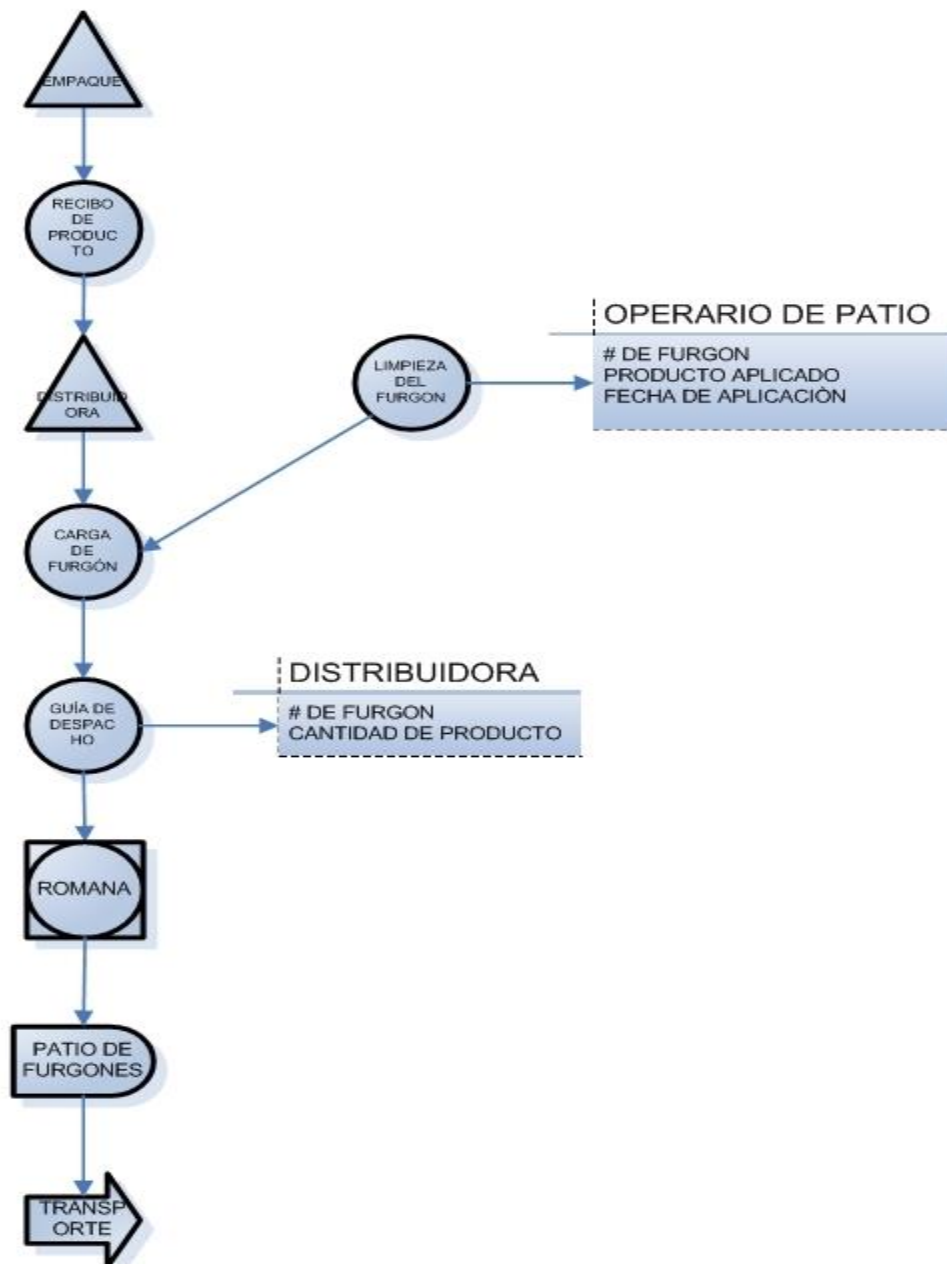 EMPAQUE
RECIBO
DE
PRODUC
TO
DISTRIBUID
ORA
LIMPIEZA
DEL
FURGON
OPERARIO DE PATIO
# DE FURGON
PRODUCTO APLICADO
FECHA DE APLICACIÒN
CARGA
DE
FURGÓN
GUÍA DE
DESPAC
HO
DISTRIBUIDORA
# DE FURGON
CANTIDAD DE PRODUCTO
ROMANA
PATIO DE
FURGONES
TRANSP
ORTE